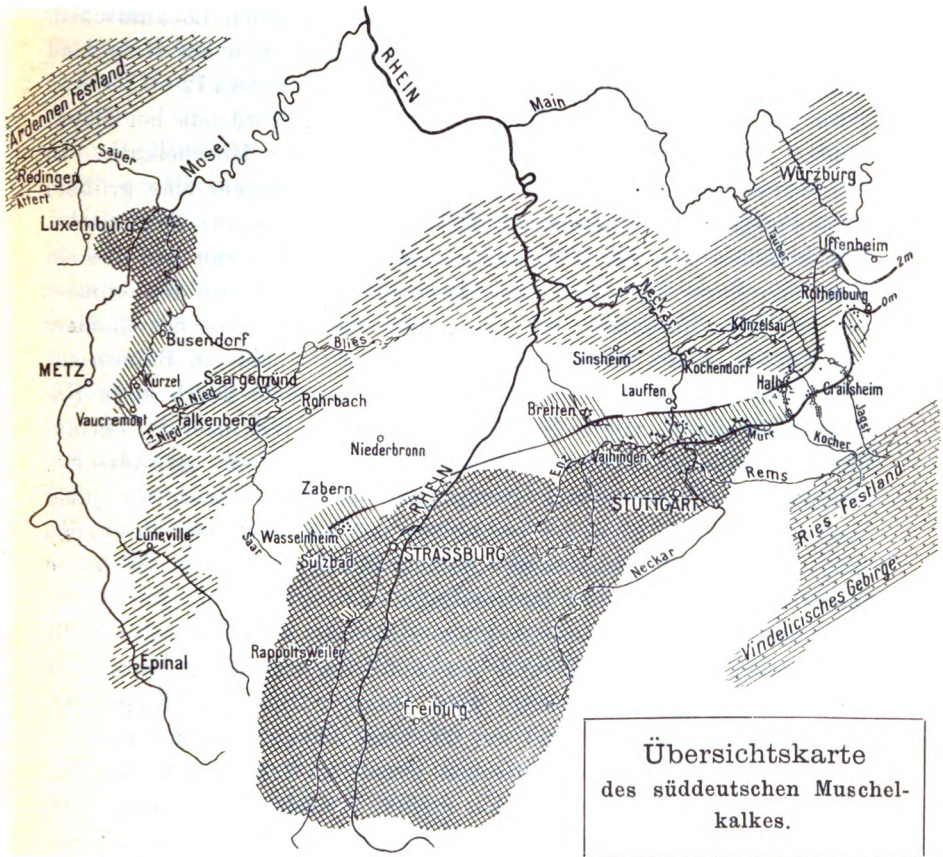 RHEIN
Main
Ardennen Festland
Sauer
Mosel
Redingen
Attert
Luxemburg
Würzburg
Tauber
Uffenheim
2m
Rothenburg
0m
Neckar
Künzelsau
Busendorf
Blies
Sinsheim
Kochendorf
METZ
Kurzel
D. Nied
Saargemünd
Rohrbach
Lauffen
Hall
Crailsheim
Vaucremont
F. Nied
Falkenberg
Bretten
Jagst
Niederbronn
Enz
Vaihingen
Murr
Kocher
Zabern
RHEIN
Rems
STUTTGART
Ries Festland
Luneville
Saar
Wasselnheim
Sulzbad
STRASSBURG
Neckar
Vindelicisches Gebirge
Epinal
Rappoltsweiler
Freiburg
Übersichtskarte
des süddeutschen Muschel-
kalkes.